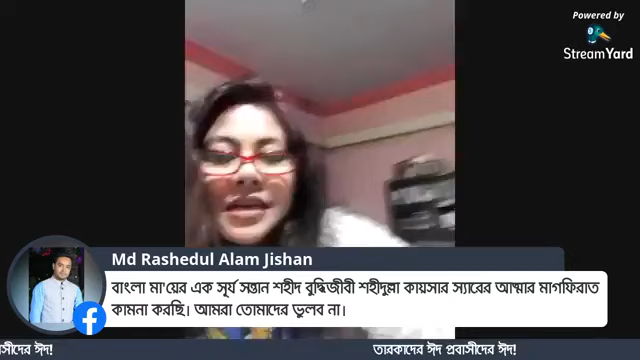 Powered by
StreamYard
Md Rashedul Alam Jishan
বাংলা মা'য়ের এক সূর্য সন্তান শহীদ বুদ্ধিজীবী শহীদুল্লা কায়সার স্যারের আত্মার মাগফিরাত
কামনা করছি। আমরা তোমাদের ভুলব না।
সীদের ঈদ! তারকাদের ঈদ প্রবাসীদের ঈদ!